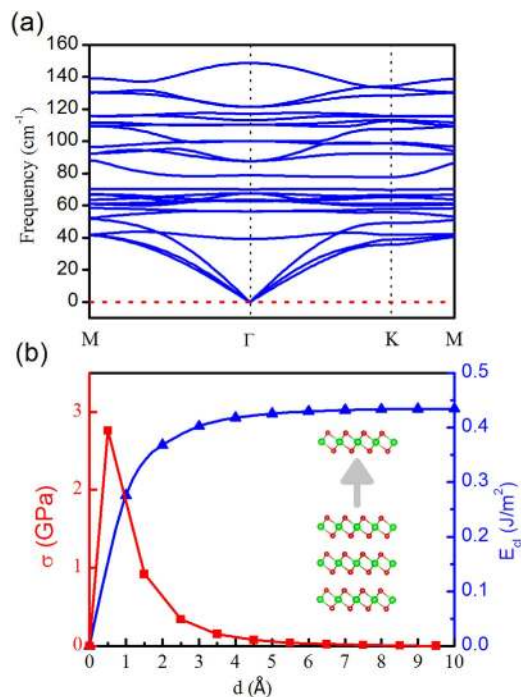 (a)
160
140
120
100
80
60
40
20
0
Frequency (cm⁻¹)
M Γ K M
(b)
3
2
1
0
σ (GPa)
0.5
0.4
0.3
0.2
0.1
0.0
E_cl (J/m²)
0 1 2 3 4 5 6 7 8 9 10
d (Å)